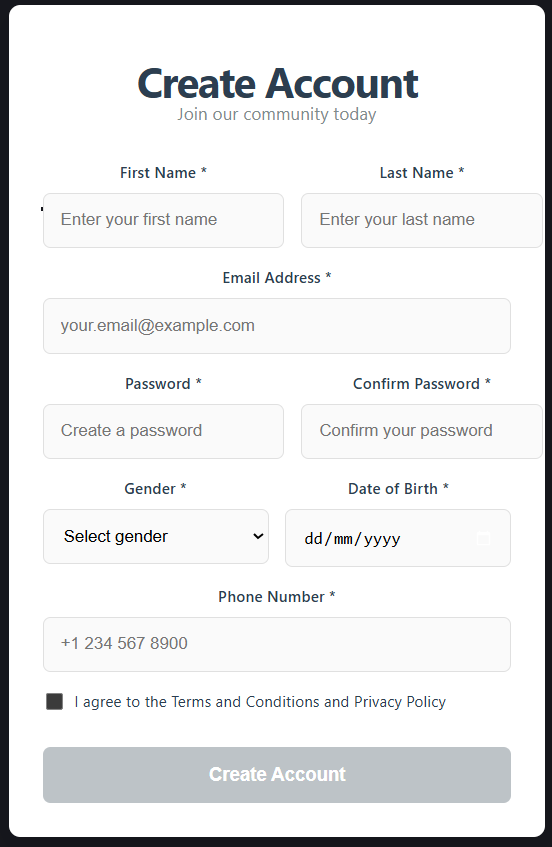 Create Account
Join our community today
First Name * Last Name *
Enter your first name Enter your last name
Email Address *
your.email@example.com
Password * Confirm Password *
Create a password Confirm your password
Gender * Date of Birth *
Select gender dd/mm/yyyy
Phone Number *
+1 234 567 8900
I agree to the Terms and Conditions and Privacy Policy
Create Account